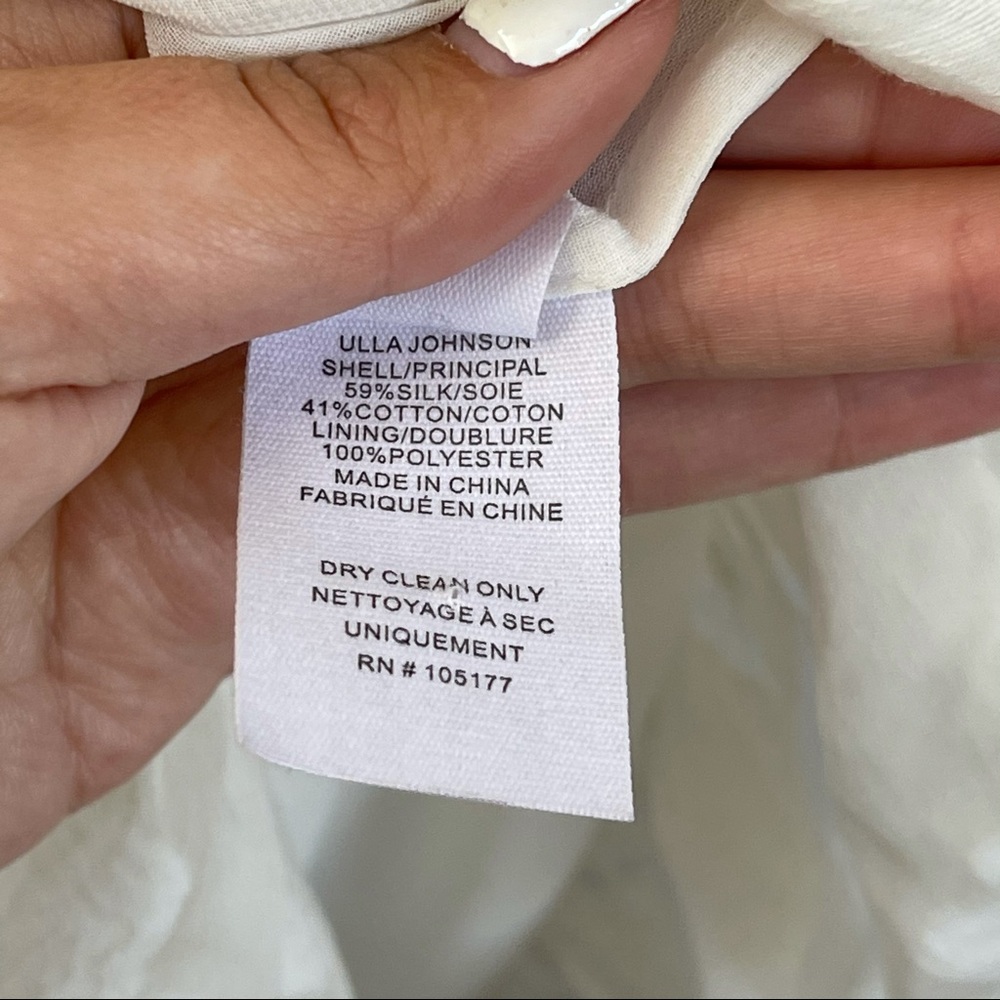 ULLA JOHNSON
SHELL/PRINCIPAL
59%SILK/SOIE
41%COTTON/COTON
LINING/DOUBLURE
100%POLYESTER
MADE IN CHINA
FABRIQUÉ EN CHINE
DRY CLEAN ONLY
NETTOYAGE À SEC
UNIQUEMENT
RN # 105177